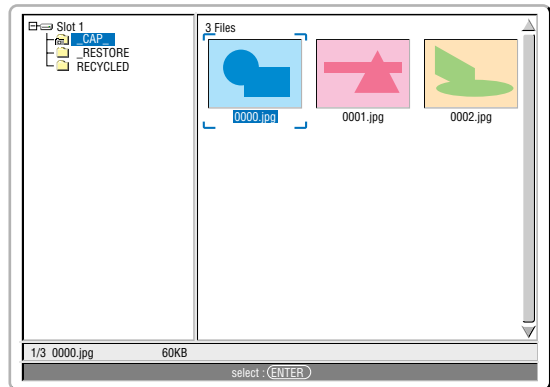 Slot 1
_CAP_
_RESTORE
RECYCLED
3 Files
0000.jpg
0001.jpg
0002.jpg
1/3 0000.jpg 60KB
select : ENTER